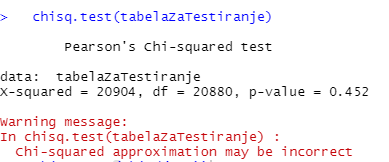 > chisq.test(tabelaZaTestiranje)
Pearson's Chi-squared test
data: tabelaZaTestiranje
X-squared = 20904, df = 20880, p-value = 0.452
Warning message:
In chisq.test(tabelaZaTestiranje) :
Chi-squared approximation may be incorrect